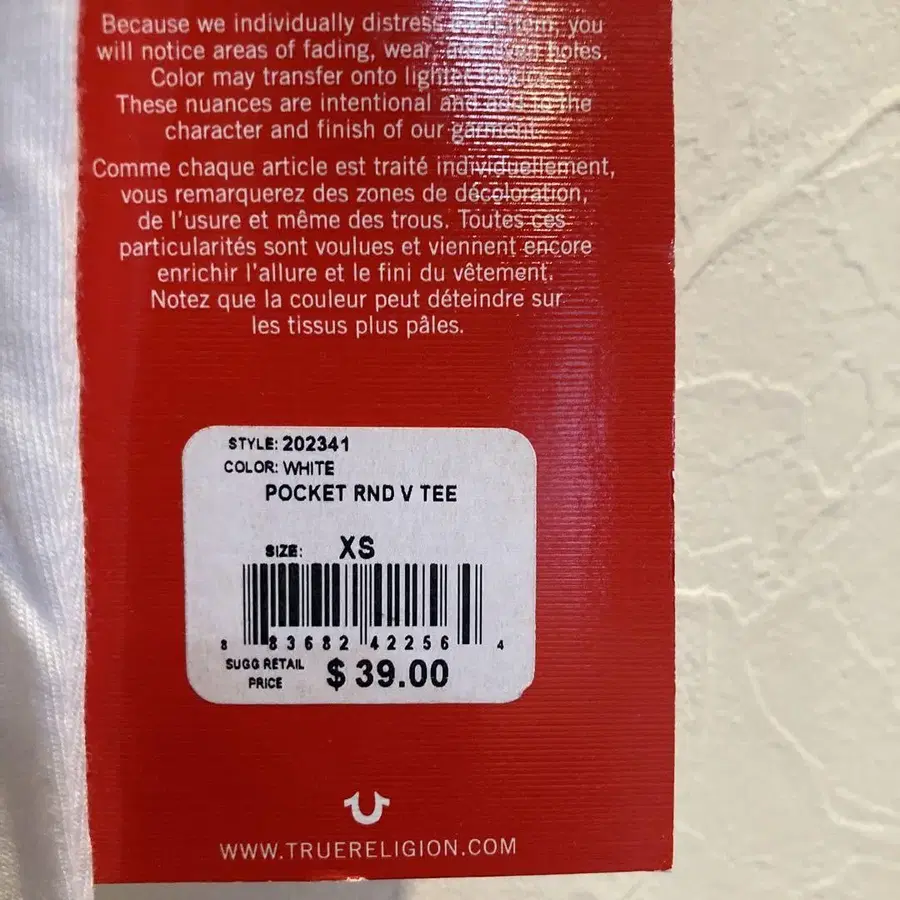 Because we individually distress each item, you
will notice areas of fading, wear, and even holes.
Color may transfer onto lighter fabrics.
These nuances are intentional and add to the
character and finish of our garment.
Comme chaque article est traité individuellement,
vous remarquerez des zones de décoloration,
de l'usure et même des trous. Toutes ces
particularités sont voulues et viennent encore
enrichir l'allure et le fini du vêtement.
Notez que la couleur peut déteindre sur
les tissus plus pâles.
STYLE: 202341
COLOR: WHITE
POCKET RND V TEE
SIZE: XS
8 83682 42256 4
SUGG RETAIL
PRICE $ 39.00
WWW.TRUERELIGION.COM